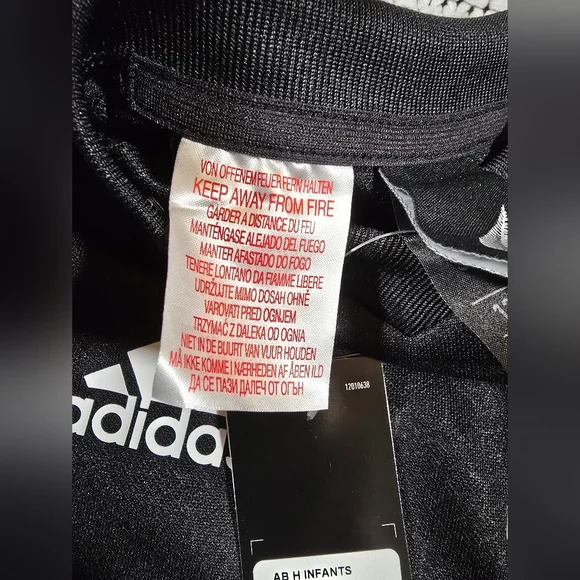 VON OFFENEM FEUER FERN HALTEN
KEEP AWAY FROM FIRE
GARDER A DISTANCE DU FEU
MANTÉNGASE ALEJADO DEL FUEGO
MANTER AFASTADO DO FOGO
TENERE LONTANO DA FIAMME LIBERE
UDRŽUJTE MIMO DOSAH OHNĚ
VAROVATI PRED OGNJEM
TRZYMAĆ Z DALEKA OD OGNIA
NIET IN DE BUURT VAN VUUR HOUDEN
MÅ IKKE KOMME I NÆRHEDEN AF ÅBEN ILD
ДА СЕ ПАЗИ ДАЛЕЧ ОТ ОГЪН
adidas
12010638
AB H INFANTS